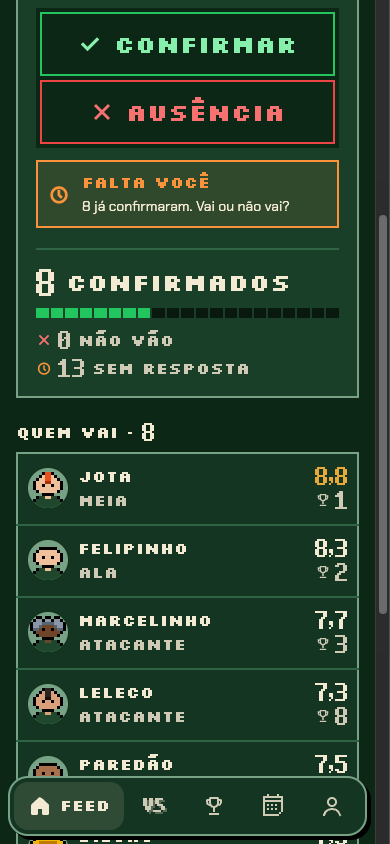 CONFIRMAR
AUSÊNCIA
FALTA VOCÊ
8 já confirmaram. Vai ou não vai?
8 CONFIRMADOS
0 NÃO VÃO
13 SEM RESPOSTA
QUEM VAI · 8
JOTA 8,8
MEIA 1
FELIPINHO 8,3
ALA 2
MARCELINHO 7,7
ATACANTE 3
LELECO 7,3
ATACANTE 8
PAREDÃO 7,5
FEED VS